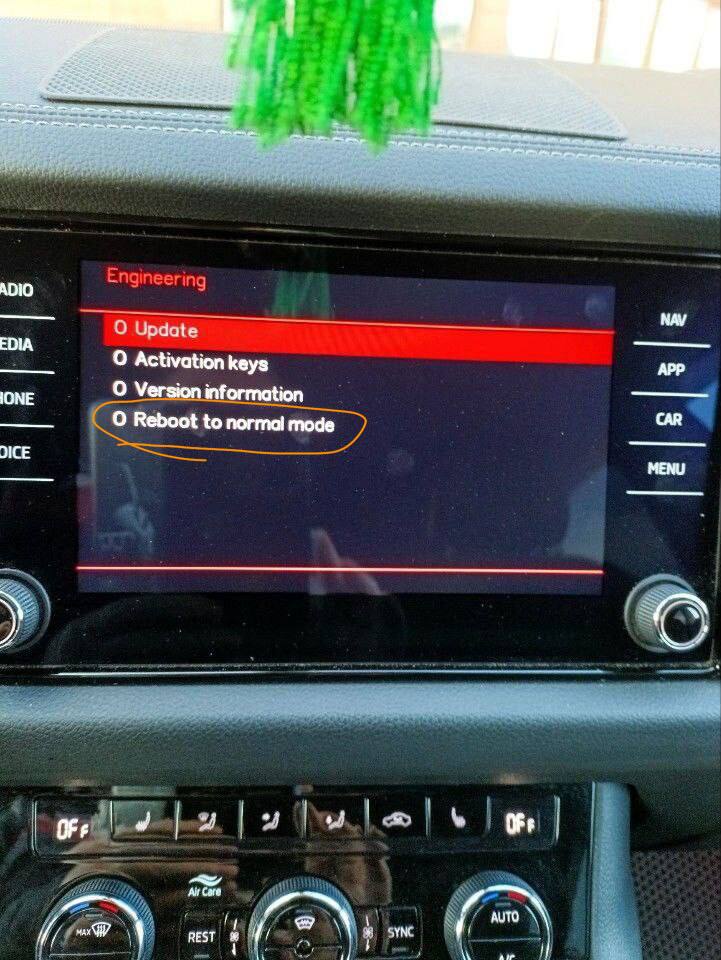 Engineering
ADIO
EDIA
HONE
OICE
O Update
O Activation keys
O Version information
O Reboot to normal mode
NAV
APP
CAR
MENU
OFF
OFF
Air Care
MAX
REST
SYNC
AUTO
A/C